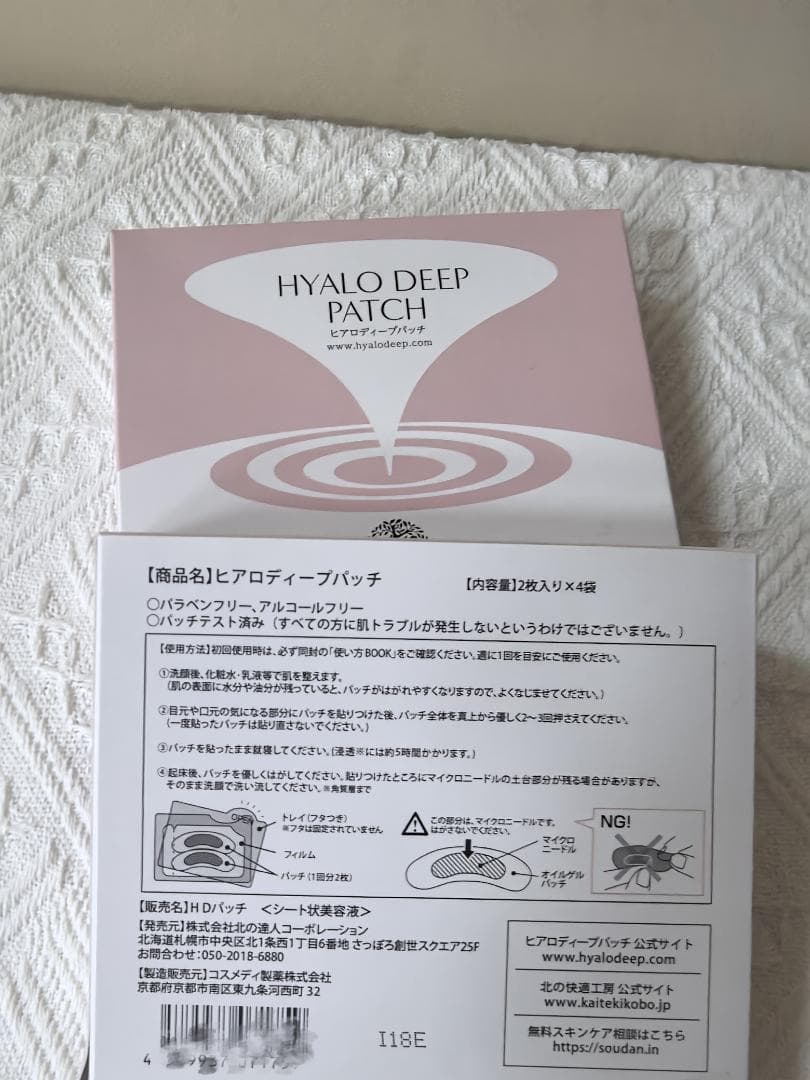 HYALO DEEP
PATCH
ヒアロディープパッチ
www.hyalodeep.com
【商品名】ヒアロディープパッチ
【内容量】2枚入り×4袋
○パラベンフリー、アルコールフリー
○パッチテスト済み（すべての方に肌トラブルが発生しないというわけではございません。）
【使用方法】初回使用時は、必ず同封の「使い方BOOK」をご確認ください。週に1回を目安にご使用ください。
①洗顔後、化粧水・乳液等で肌を整えます。
（肌の表面に水分や油分が残っていると、パッチがはがれやすくなりますので、よくなじませてください。）
②目元や口元の気になる部分にパッチを貼りつけた後、パッチ全体を真上から優しく2～3回押さえてください。
（一度貼ったパッチは貼り直さないでください。）
③パッチを貼ったまま就寝してください。（浸透※には約5時間かかります。）
④起床後、パッチを優しくはがしてください。貼りつけたところにマイクロニードルの土台部分が残る場合がありますが、
そのまま洗顔で洗い流してください。※角質層まで
OPEN
トレイ（フタつき）
※フタは固定されていません
フィルム
パッチ（1回分2枚）
この部分は、マイクロニードルです。
はがさないでください。
マイクロ
ニードル
オイルゲル
パッチ
NG!
【販売名】HDパッチ ＜シート状美容液＞
【発売元】株式会社北の達人コーポレーション
北海道札幌市中央区北1条西1丁目6番地 さっぽろ創世スクエア25F
お問合わせ:050-2018-6880
【製造販売元】コスメディ製薬株式会社
京都府京都市南区東九条河西町 32
ヒアロディープパッチ 公式サイト
www.hyalodeep.com
北の快適工房 公式サイト
www.kaitekikobo.jp
無料スキンケア相談はこちら
https://soudan.in
I18E
4